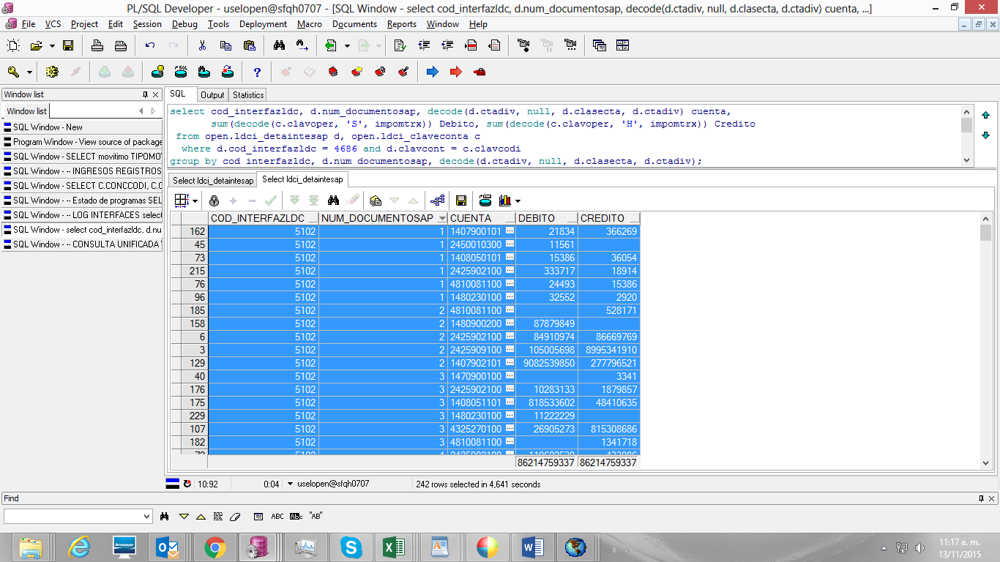 PL/SQL Developer - uselopen@sfqh0707 - [SQL Window - select cod_interfazldc, d.num_documentosap, decode(d.ctadiv, null, d.clasecta, d.ctadiv) cuenta, ...]
File VCS Project Edit Session Debug Tools Deployment Macro Documents Reports Window Help
Window list
Window list
SQL Window - New
Program Window - View source of package
SQL Window - SELECT movitimo TIPOMO
SQL Window - -- INGRESOS REGISTROS
SQL Window - SELECT C.CONCCODI, C.O
SQL Window - -- Estado de programas SEL
SQL Window - -- LOG INTERFACES selec
SQL Window - select cod_interfazldc, d.nu
SQL Window - -- CONSULTA UNIFICADA
SQL Output Statistics
select cod_interfazldc, d.num_documentosap, decode(d.ctadiv, null, d.clasecta, d.ctadiv) cuenta,
sum(decode(c.clavoper, 'S', impomtrx)) Debito, sum(decode(c.clavoper, 'H', impomtrx)) Credito
from open.ldci_detaintesap d, open.ldci_claveconta c
where d.cod_interfazldc = 4686 and d.clavcont = c.clavcodi
group by cod_interfazldc, d.num_documentosap, decode(d.ctadiv, null, d.clasecta, d.ctadiv);
Select ldci_detaintesap Select ldci_detaintesap
COD_INTERFAZLDC NUM_DOCUMENTOSAP CUENTA DEBITO CREDITO
162 5102 1 1407900101 ... 21834 366269
45 5102 1 2450010300 ... 11561
73 5102 1 1408050101 ... 15386 36054
215 5102 1 2425902100 ... 333717 18914
76 5102 1 4810081100 ... 24493 15386
96 5102 1 1480230100 ... 32552 2920
185 5102 2 4810081100 ... 528171
158 5102 2 1480900200 ... 87879849
6 5102 2 2425902100 ... 84910974 86669769
3 5102 2 2425909100 ... 105005698 8995341910
129 5102 2 1407902101 ... 9082539850 277796521
40 5102 3 1470900100 ... 3341
176 5102 3 2425902100 ... 10283133 1879857
175 5102 3 1408051101 ... 818533602 48410635
229 5102 3 1480230100 ... 11222229
107 5102 3 4325270100 ... 26905273 815308686
182 5102 3 4810081100 ... 1341718
86214759337 86214759337
10:92 0:04 uselopen@sfqh0707 242 rows selected in 4,641 seconds
Find
ABC "AB"
lenovo
11:17 a. m.
13/11/2015